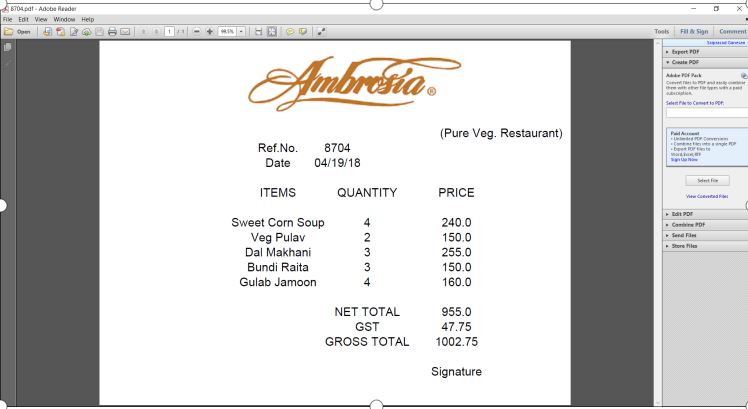 8704.pdf - Adobe Reader
File Edit View Window Help
Open 1 / 1 98.5% Tools Fill & Sign Comment
Ambrosia ®
(Pure Veg. Restaurant)
Ref.No. 8704
Date 04/19/18
ITEMS QUANTITY PRICE
Sweet Corn Soup 4 240.0
Veg Pulav 2 150.0
Dal Makhani 3 255.0
Bundi Raita 3 150.0
Gulab Jamoon 4 160.0
NET TOTAL 955.0
GST 47.75
GROSS TOTAL 1002.75
Signature
Export PDF
Create PDF
Adobe PDF Pack
Convert files to PDF and easily combine
them with other file types with a paid
subscription.
Select File to Convert to PDF:
Paid Account
• Unlimited PDF Conversions
• Combine files into a single PDF
• Export PDF files to
Word,Excel,RTF
Sign Up Now
Select File
View Converted Files
Edit PDF
Combine PDF
Send Files
Store Files